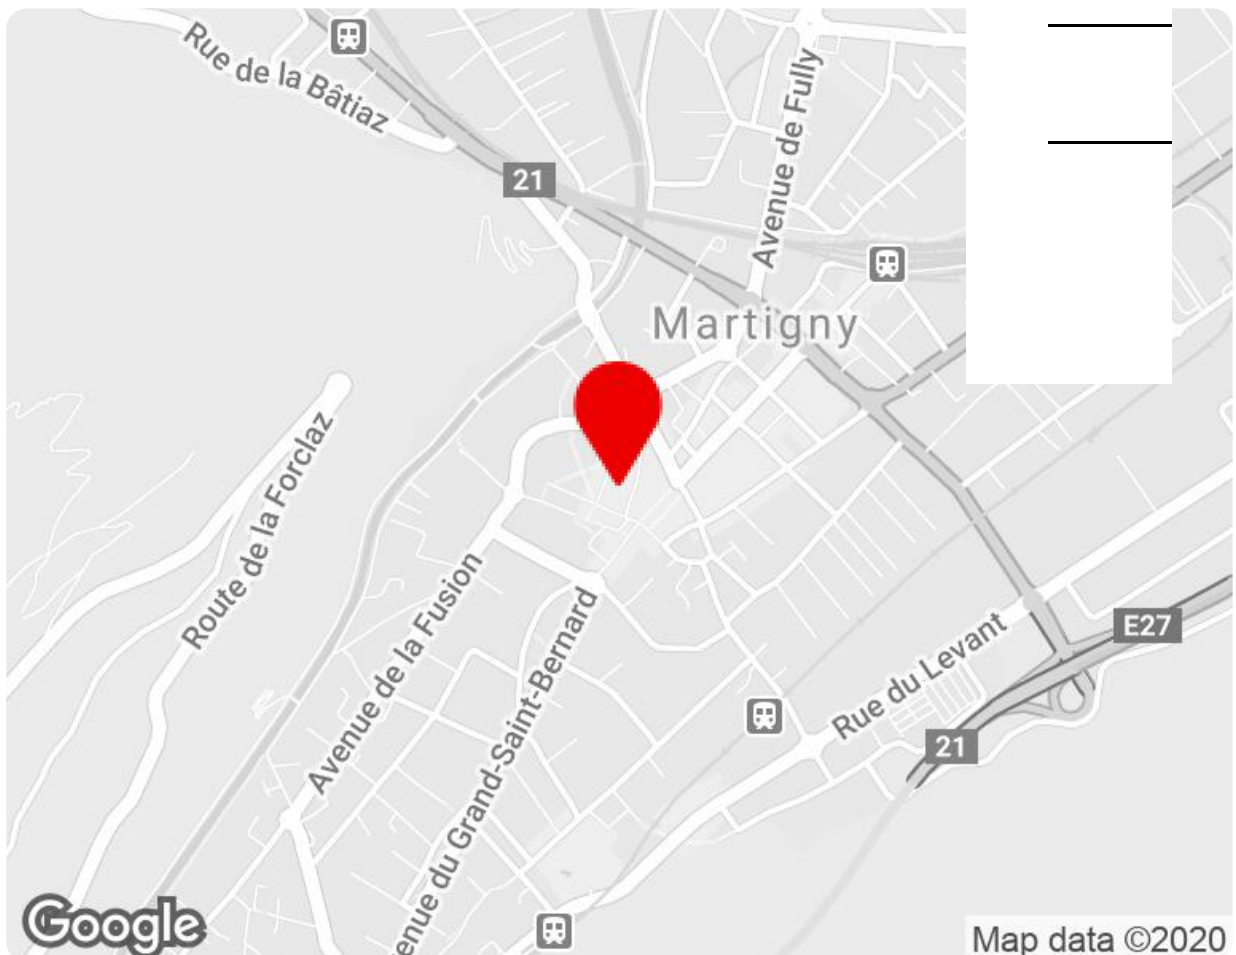 Rue de la Bâtiaz
Avenue de Fully
21
Martigny
Route de la Forclaz
Avenue de la Fusion
enue du Grand-Saint-Bernard
Rue du Levant
E27
21
Google
Map data ©2020